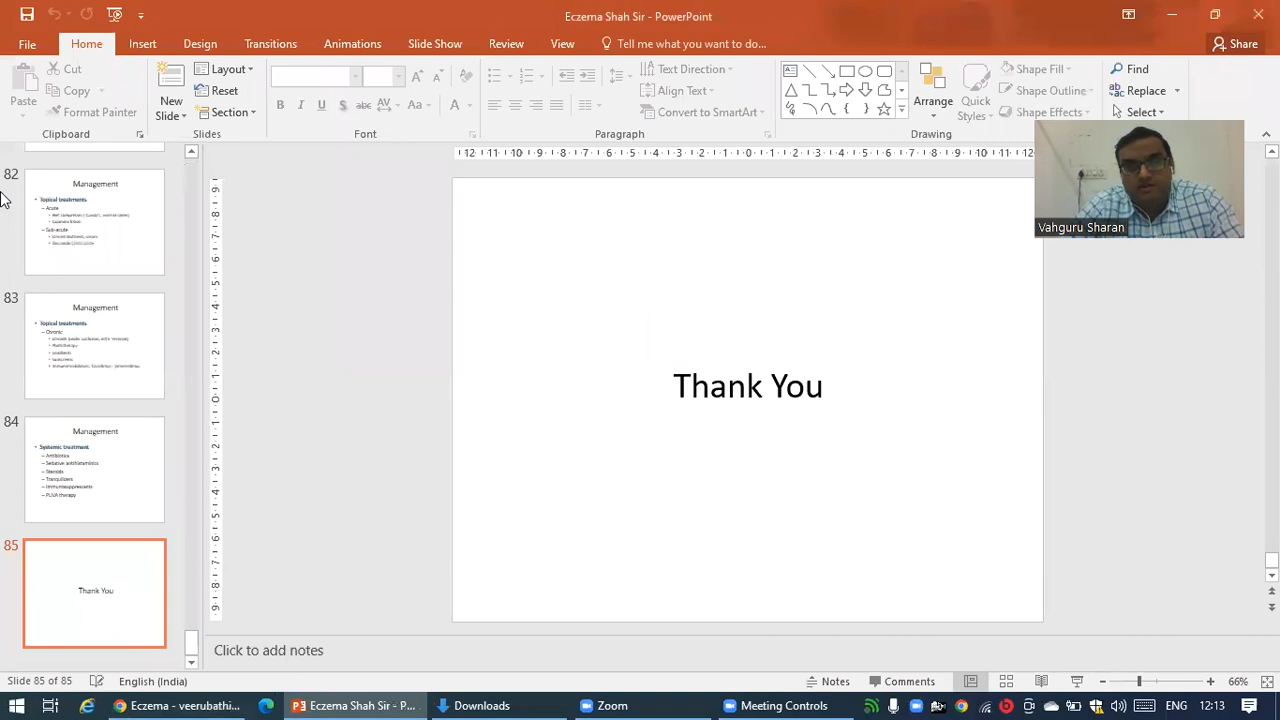 Eczema Shah Sir - PowerPoint
File Home Insert Design Transitions Animations Slide Show Review View Tell me what you want to do... Share
Paste
Cut
Copy
Format Painter
Clipboard
New Slide
Layout
Reset
Section
Slides
B I U S abc AV Aa A
Font
Text Direction
Align Text
Convert to SmartArt
Paragraph
Arrange
Quick Styles
Shape Fill
Shape Outline
Shape Effects
Drawing
Find
Replace
Select
Vahguru Sharan
82
Management
Topical treatments
– Acute
– Sub-acute
83
Management
Topical treatments
– Chronic
84
Management
Systemic treatment
– Antibiotics
– Sedative antihistamines
– Steroids
– Tranquilizers
– Immunosuppressants
– PUVA therapy
85
Thank You
Thank You
Click to add notes
Slide 85 of 85
English (India)
Notes
Comments
66%
Eczema - verubathi...
Eczema Shah Sir - P...
Downloads
Zoom
Meeting Controls
ENG
12:13